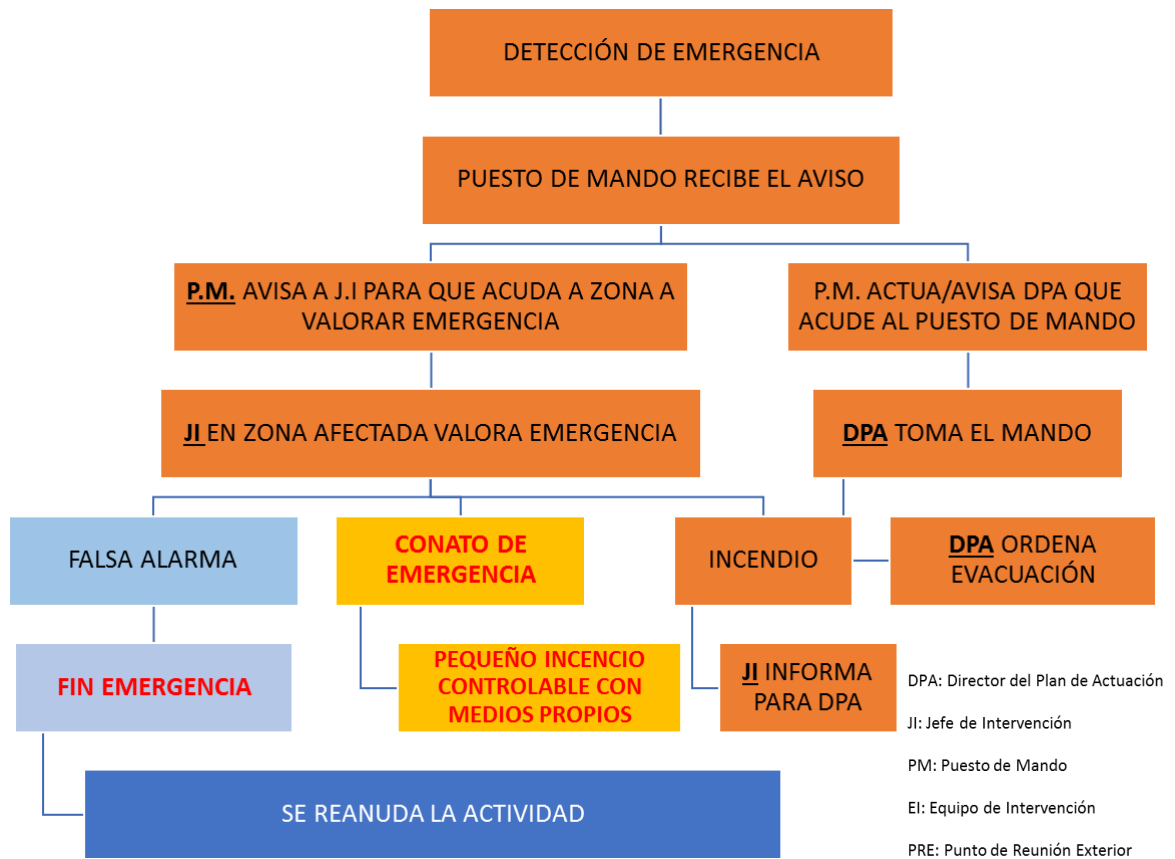 DETECCIÓN DE EMERGENCIA
PUESTO DE MANDO RECIBE EL AVISO
P.M. AVISA A J.I PARA QUE ACUDA A ZONA A
VALORAR EMERGENCIA
P.M. ACTUA/AVISA DPA QUE
ACUDE AL PUESTO DE MANDO
JI EN ZONA AFECTADA VALORA EMERGENCIA
DPA TOMA EL MANDO
FALSA ALARMA
CONATO DE
EMERGENCIA
INCENDIO
DPA ORDENA
EVACUACIÓN
FIN EMERGENCIA
PEQUEÑO INCENCIO
CONTROLABLE CON
MEDIOS PROPIOS
JI INFORMA
PARA DPA
SE REANUDA LA ACTIVIDAD
DPA: Director del Plan de Actuación
JI: Jefe de Intervención
PM: Puesto de Mando
EI: Equipo de Intervención
PRE: Punto de Reunión Exterior